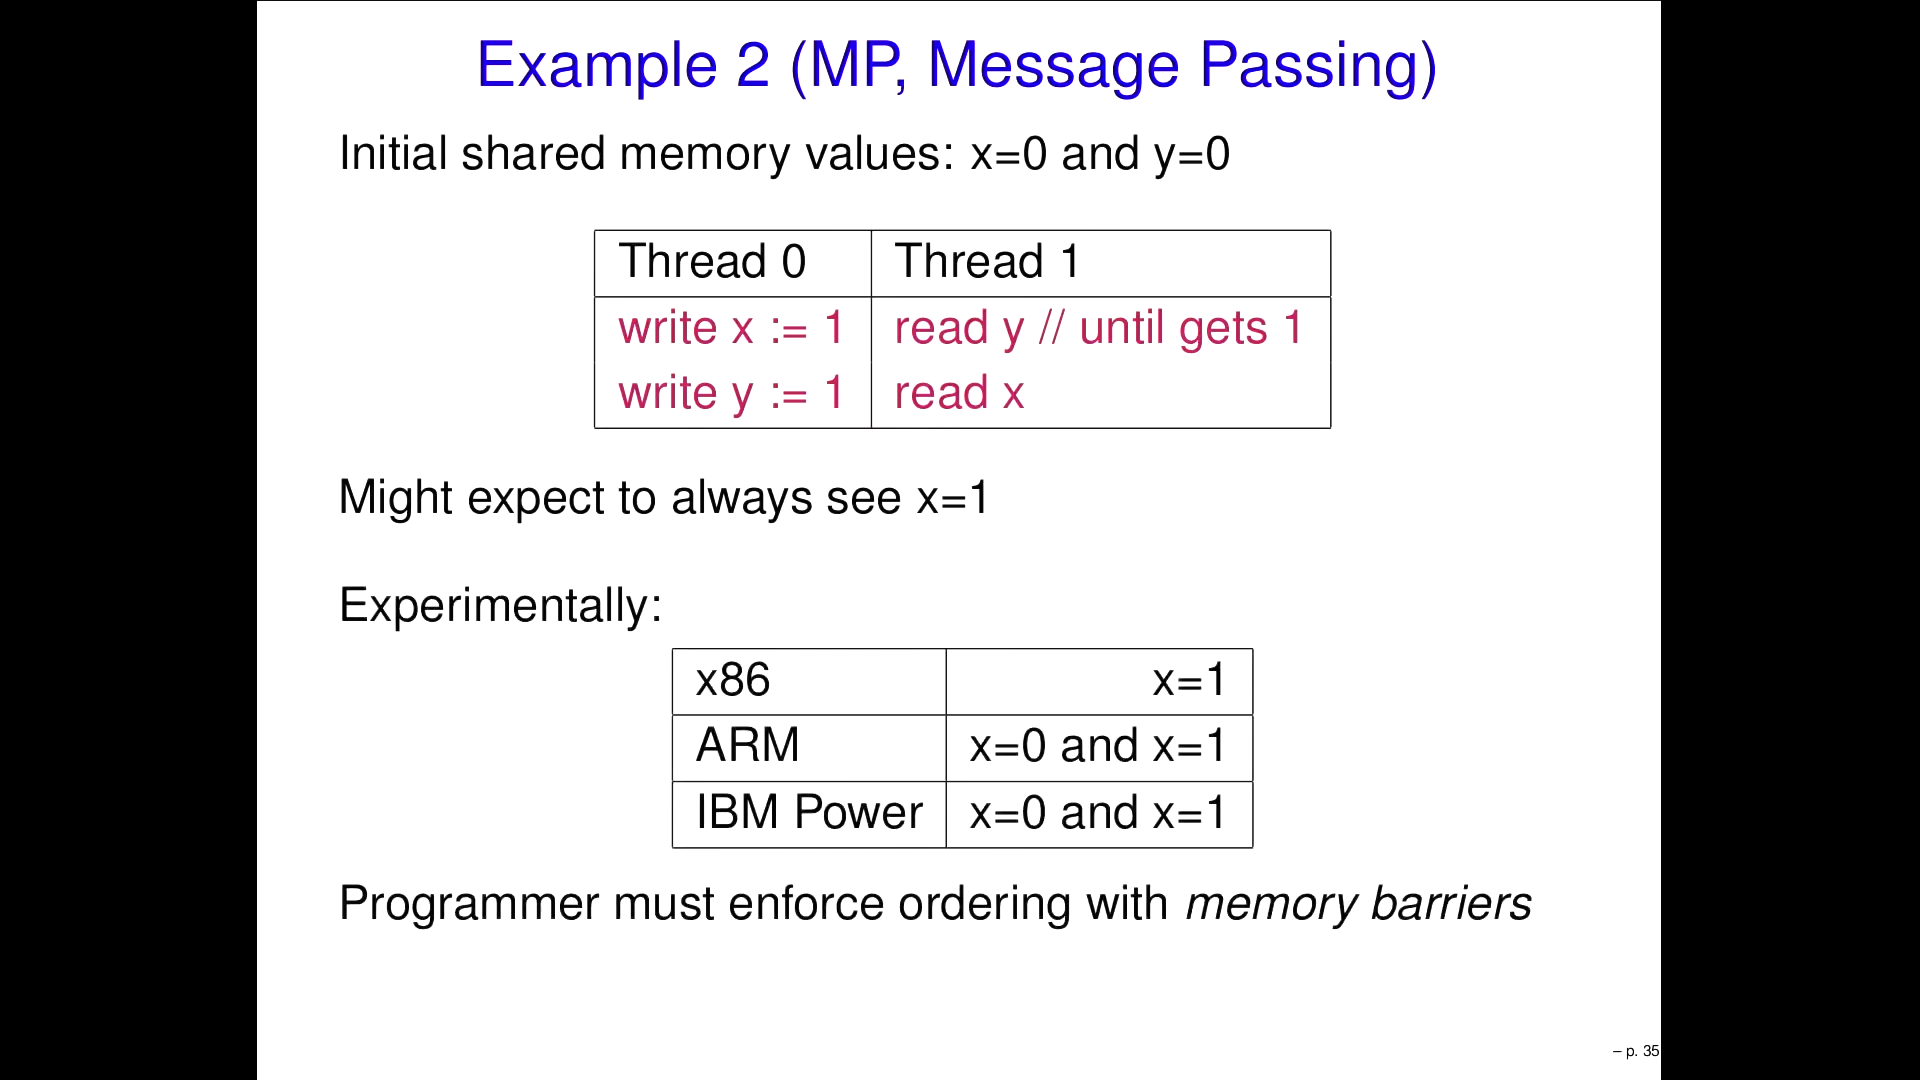 Example 2 (MP, Message Passing)
Initial shared memory values: x=0 and y=0
Thread 0 Thread 1
write x := 1 read y // until gets 1
write y := 1 read x
Might expect to always see x=1
Experimentally:
x86 x=1
ARM x=0 and x=1
IBM Power x=0 and x=1
Programmer must enforce ordering with memory barriers
– p. 35